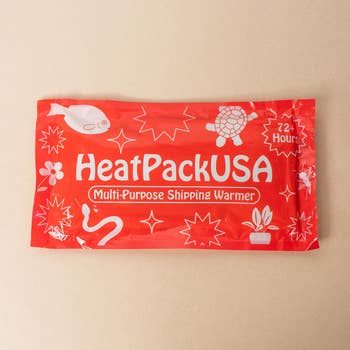 72+
Hours
HeatPackUSA
Multi-Purpose Shipping Warmer